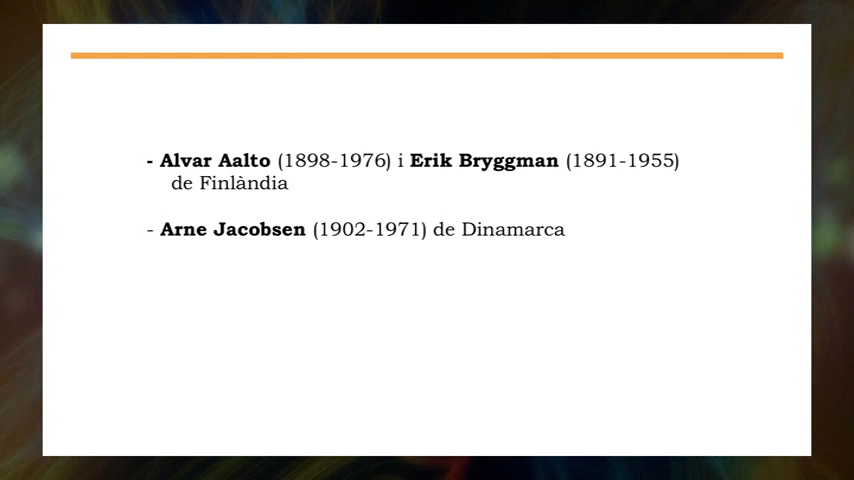 - Alvar Aalto (1898-1976) i Erik Bryggman (1891-1955)
de Finlàndia
- Arne Jacobsen (1902-1971) de Dinamarca